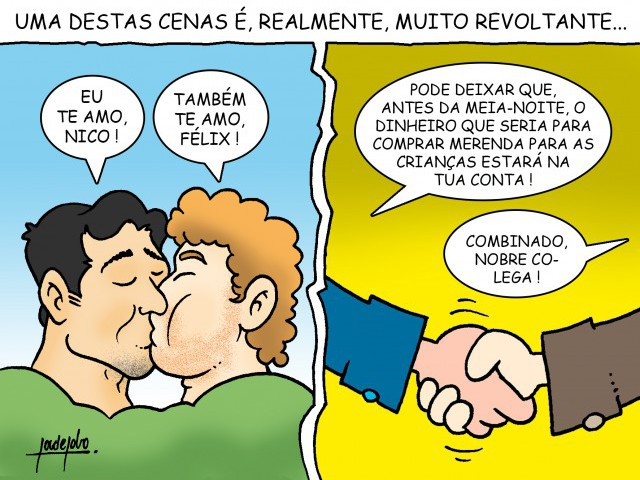 UMA DESTAS CENAS É, REALMENTE, MUITO REVOLTANTE...
EU
TE AMO,
NICO !
TAMBÉM
TE AMO,
FÉLIX !
PODE DEIXAR QUE,
ANTES DA MEIA-NOITE, O
DINHEIRO QUE SERIA PARA
COMPRAR MERENDA PARA AS
CRIANÇAS ESTARÁ NA
TUA CONTA !
COMBINADO,
NOBRE CO-
LEGA !